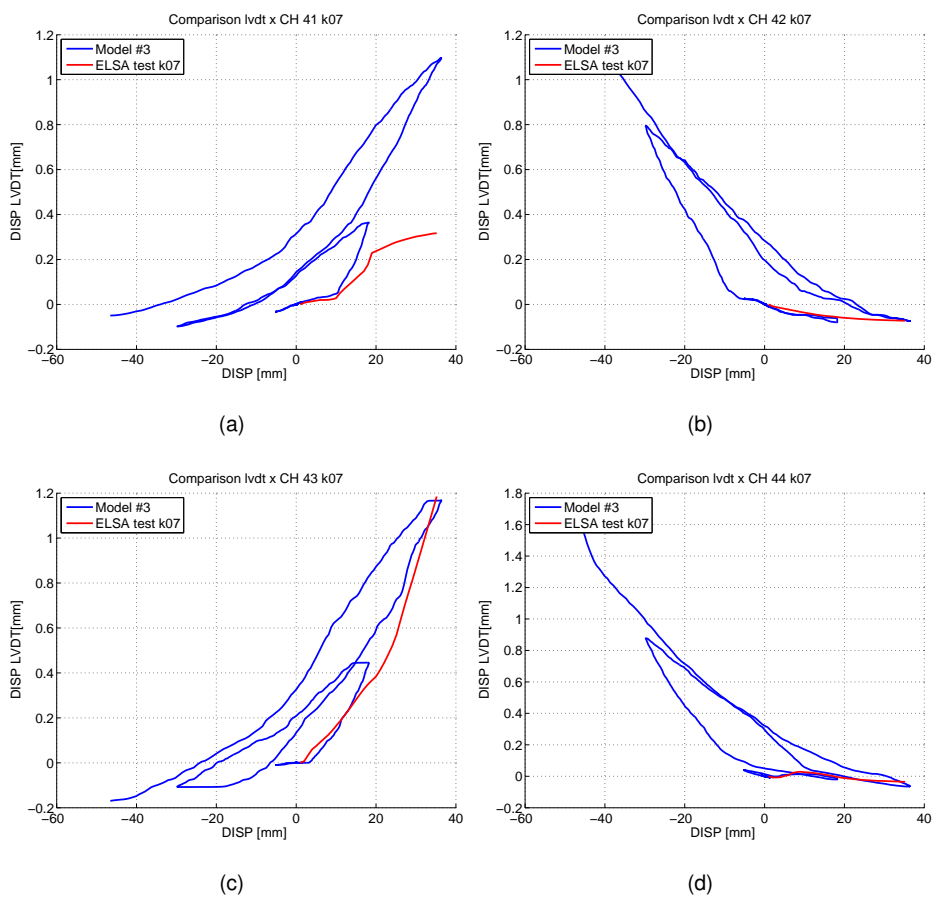 Comparison lvdt x CH 41 k07
1.2
1
0.8
0.6
0.4
0.2
0
−0.2
DISP LVDT[mm]
Model #3
ELSA test k07
−60 −40 −20 0 20 40
DISP [mm]
(a)
Comparison lvdt x CH 42 k07
1.2
1
0.8
0.6
0.4
0.2
0
−0.2
DISP LVDT[mm]
Model #3
ELSA test k07
−60 −40 −20 0 20 40
DISP [mm]
(b)
Comparison lvdt x CH 43 k07
1.2
1
0.8
0.6
0.4
0.2
0
−0.2
DISP LVDT[mm]
Model #3
ELSA test k07
−60 −40 −20 0 20 40
DISP [mm]
(c)
Comparison lvdt x CH 44 k07
1.8
1.6
1.4
1.2
1
0.8
0.6
0.4
0.2
0
−0.2
DISP LVDT[mm]
Model #3
ELSA test k07
−60 −40 −20 0 20 40
DISP [mm]
(d)